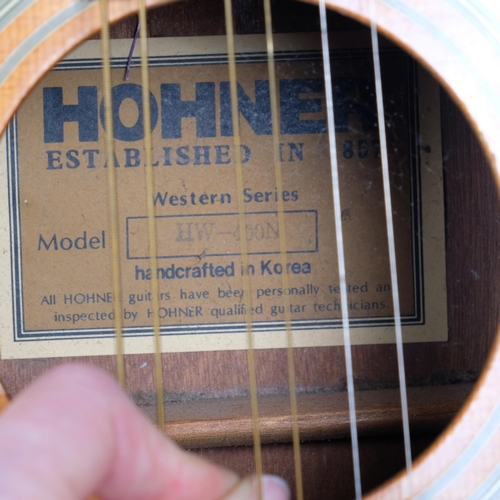 HOHNER
ESTABLISHED IN 1857
Western Series
Model HW-400N
handcrafted in Korea
All HOHNER guitars have been personally tested and
inspected by HOHNER qualified guitar technicians.